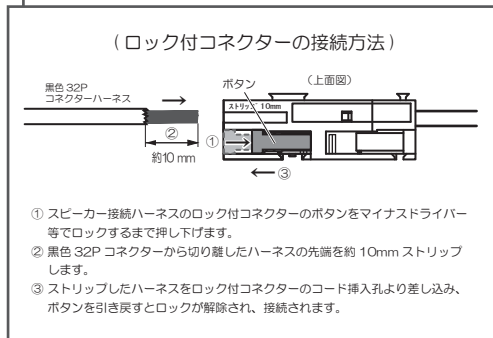 (ロック付コネクターの接続方法)
黒色 32P
コネクターハーネス
ボタン
(上面図)
ストリップ 10mm
①
②
約10 mm
③
① スピーカー接続ハーネスのロック付コネクターのボタンをマイナスドライバー
等でロックするまで押し下げます。
② 黒色 32P コネクターから切り離したハーネスの先端を約 10mm ストリップ
します。
③ ストリップしたハーネスをロック付コネクターのコード挿入孔より差し込み、
ボタンを引き戻すとロックが解除され、接続されます。